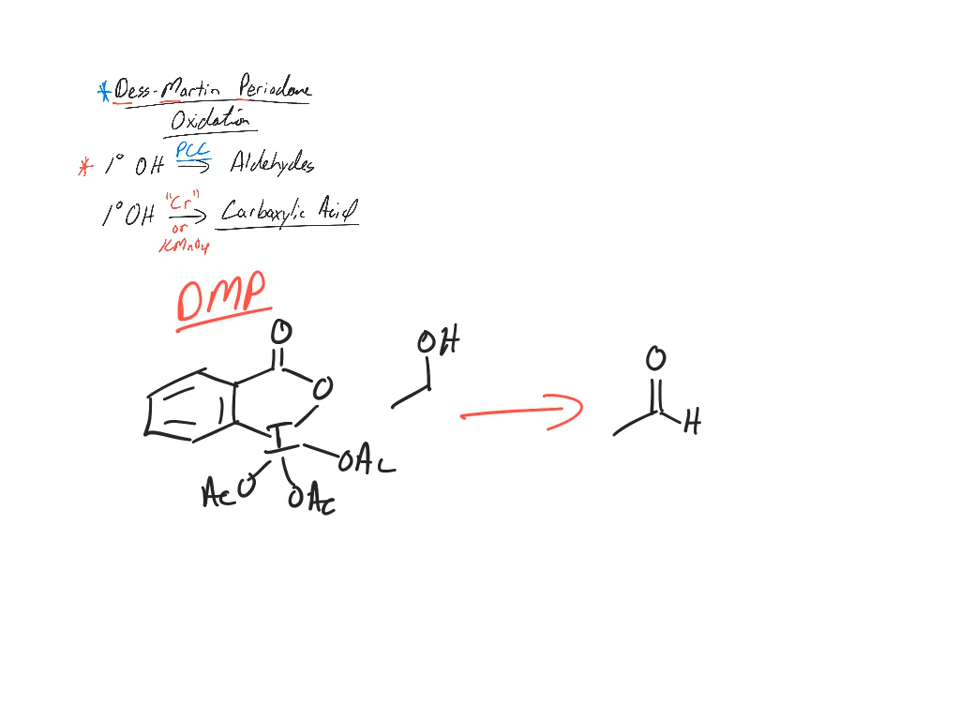 *Dess-Martin Periodane
Oxidation
* 1° OH PCC ⇒ Aldehydes
1° OH "Cr" or KMnO4 → Carboxylic Acid
DMP
O
OH
O
O
I
H
OAc
AcO
OAc